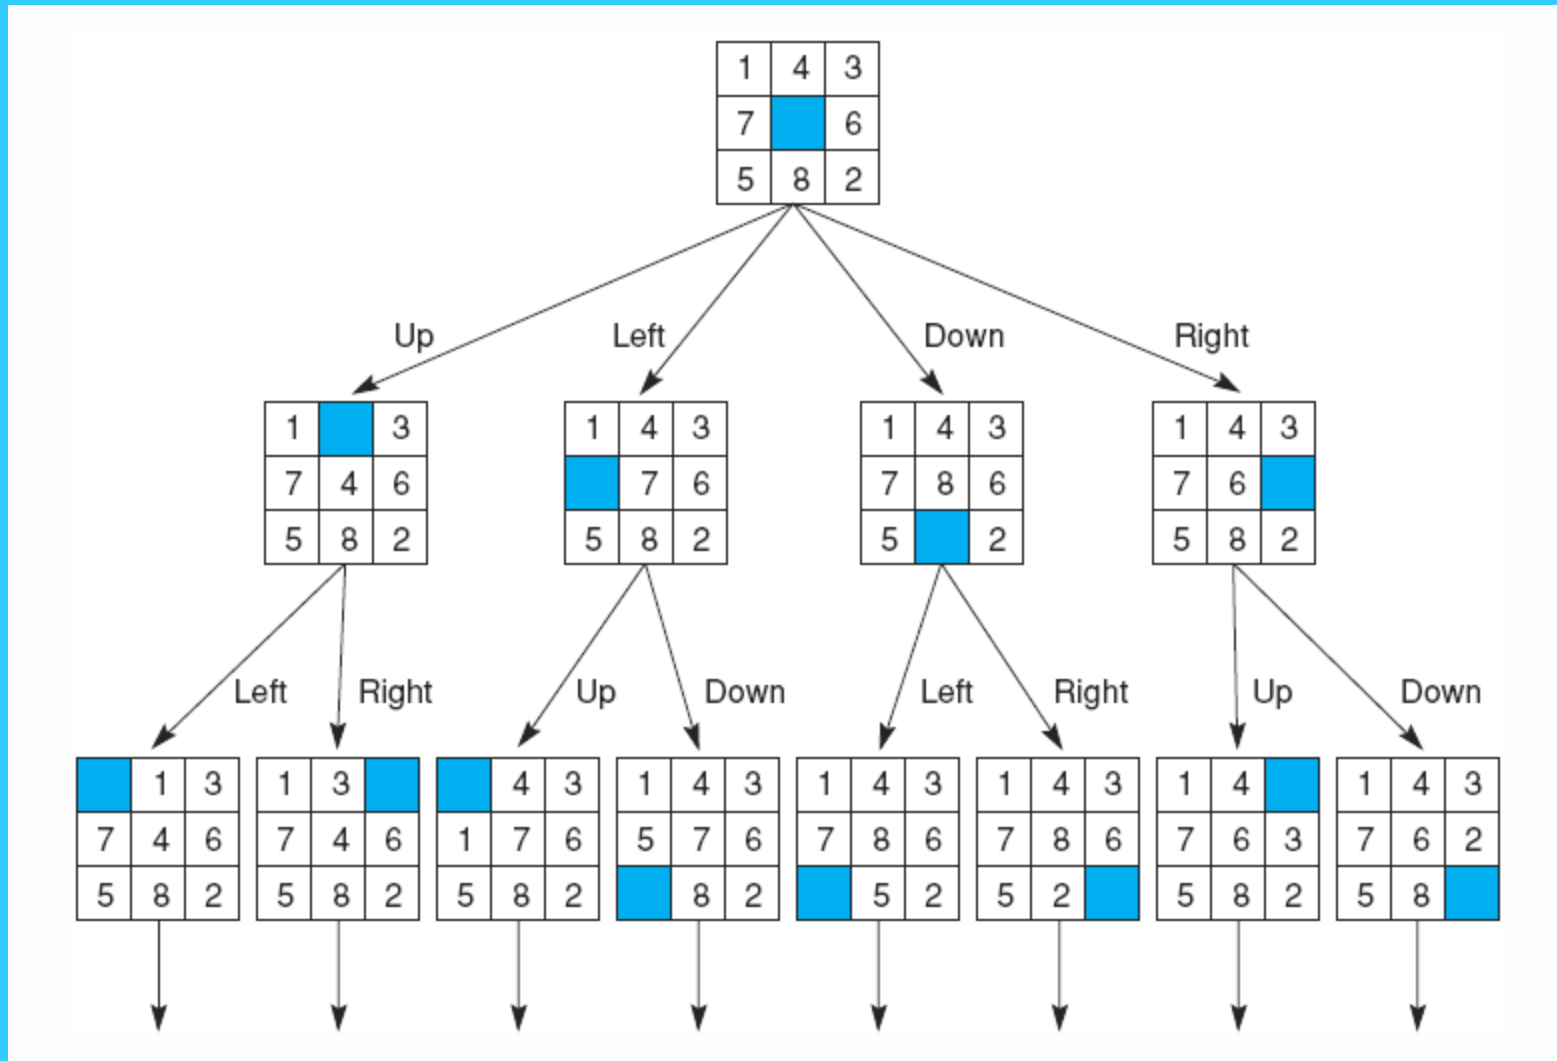 1 4 3
7 6
5 8 2
Up Left Down Right
1 3 1 4 3 1 4 3 1 4 3
7 4 6 7 6 7 8 6 7 6
5 8 2 5 8 2 5 2 5 8 2
Left Right Up Down Left Right Up Down
1 3 1 3 4 3 1 4 3 1 4 3 1 4 3 1 4 1 4 3
7 4 6 7 4 6 1 7 6 5 7 6 7 8 6 7 8 6 7 6 3 7 6 2
5 8 2 5 8 2 5 8 2 8 2 5 2 5 2 5 8 2 5 8